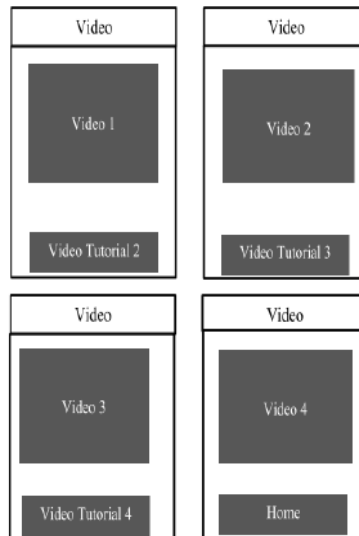 Video
Video 1
Video Tutorial 2
Video
Video 2
Video Tutorial 3
Video
Video 3
Video Tutorial 4
Video
Video 4
Home